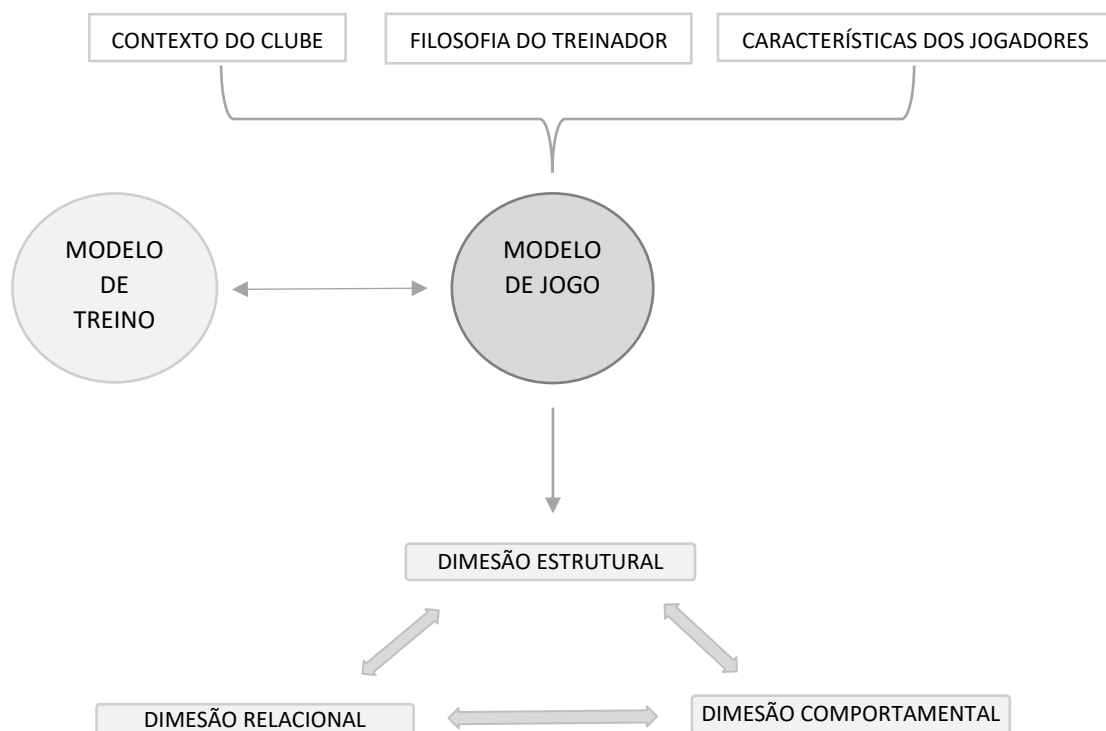 CONTEXTO DO CLUBE
FILOSOFIA DO TREINADOR
CARACTERÍSTICAS DOS JOGADORES
MODELO
DE
TREINO
MODELO
DE JOGO
DIMESÃO ESTRUTURAL
DIMESÃO RELACIONAL
DIMESÃO COMPORTAMENTAL